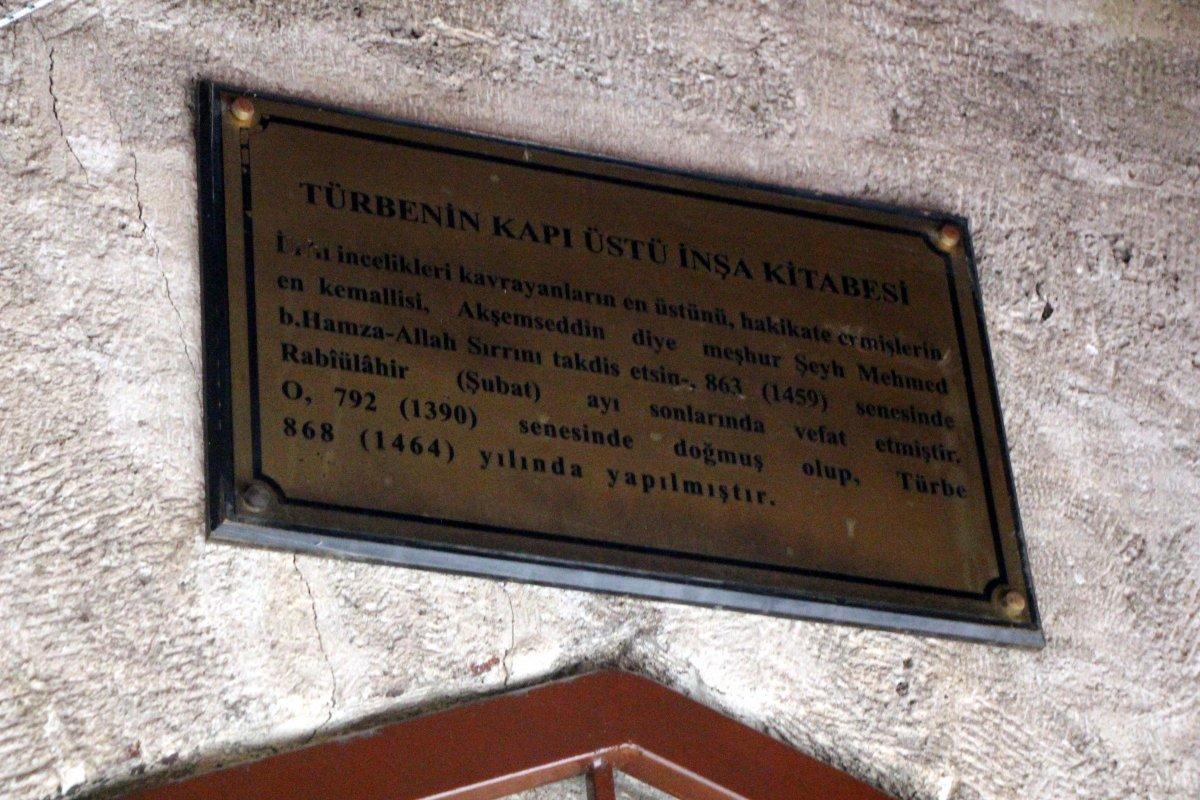 TÜRBENİN KAPI ÜSTÜ İNŞA KİTABESİ
incelikleri kavrayanların en üstünü, hakikate ermişlerin
en kemallisi, Akşemseddin diye meşhur Şeyh Mehmed
b.Hamza-Allah Sırrını takdis etsin-, 863 (1459) senesinde
Rabîülâhir (Şubat) ayı sonlarında vefat etmiştir.
O, 792 (1390) senesinde doğmuş olup, Türbe
868 (1464) yılında yapılmıştır.